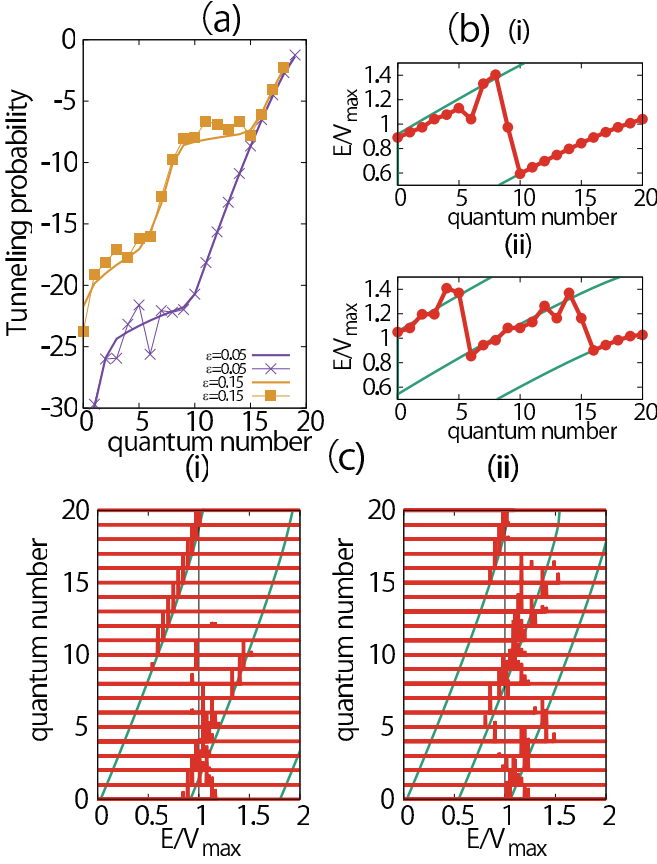 (a)
Tunneling probability
0
-5
-10
-15
-20
-25
-30
0 5 10 15 20
quantum number
ε=0.05
ε=0.05
ε=0.15
ε=0.15
(b) (i)
E/Vmax
1.4
1.2
1
0.8
0.6
0 5 10 15 20
quantum number
(ii)
E/Vmax
1.4
1.2
1
0.8
0.6
0 5 10 15 20
quantum number
(c)
(i)
quantum number
20
15
10
5
0
0 0.5 1 1.5 2
E/Vmax
(ii)
quantum number
20
15
10
5
0
0 0.5 1 1.5 2
E/Vmax